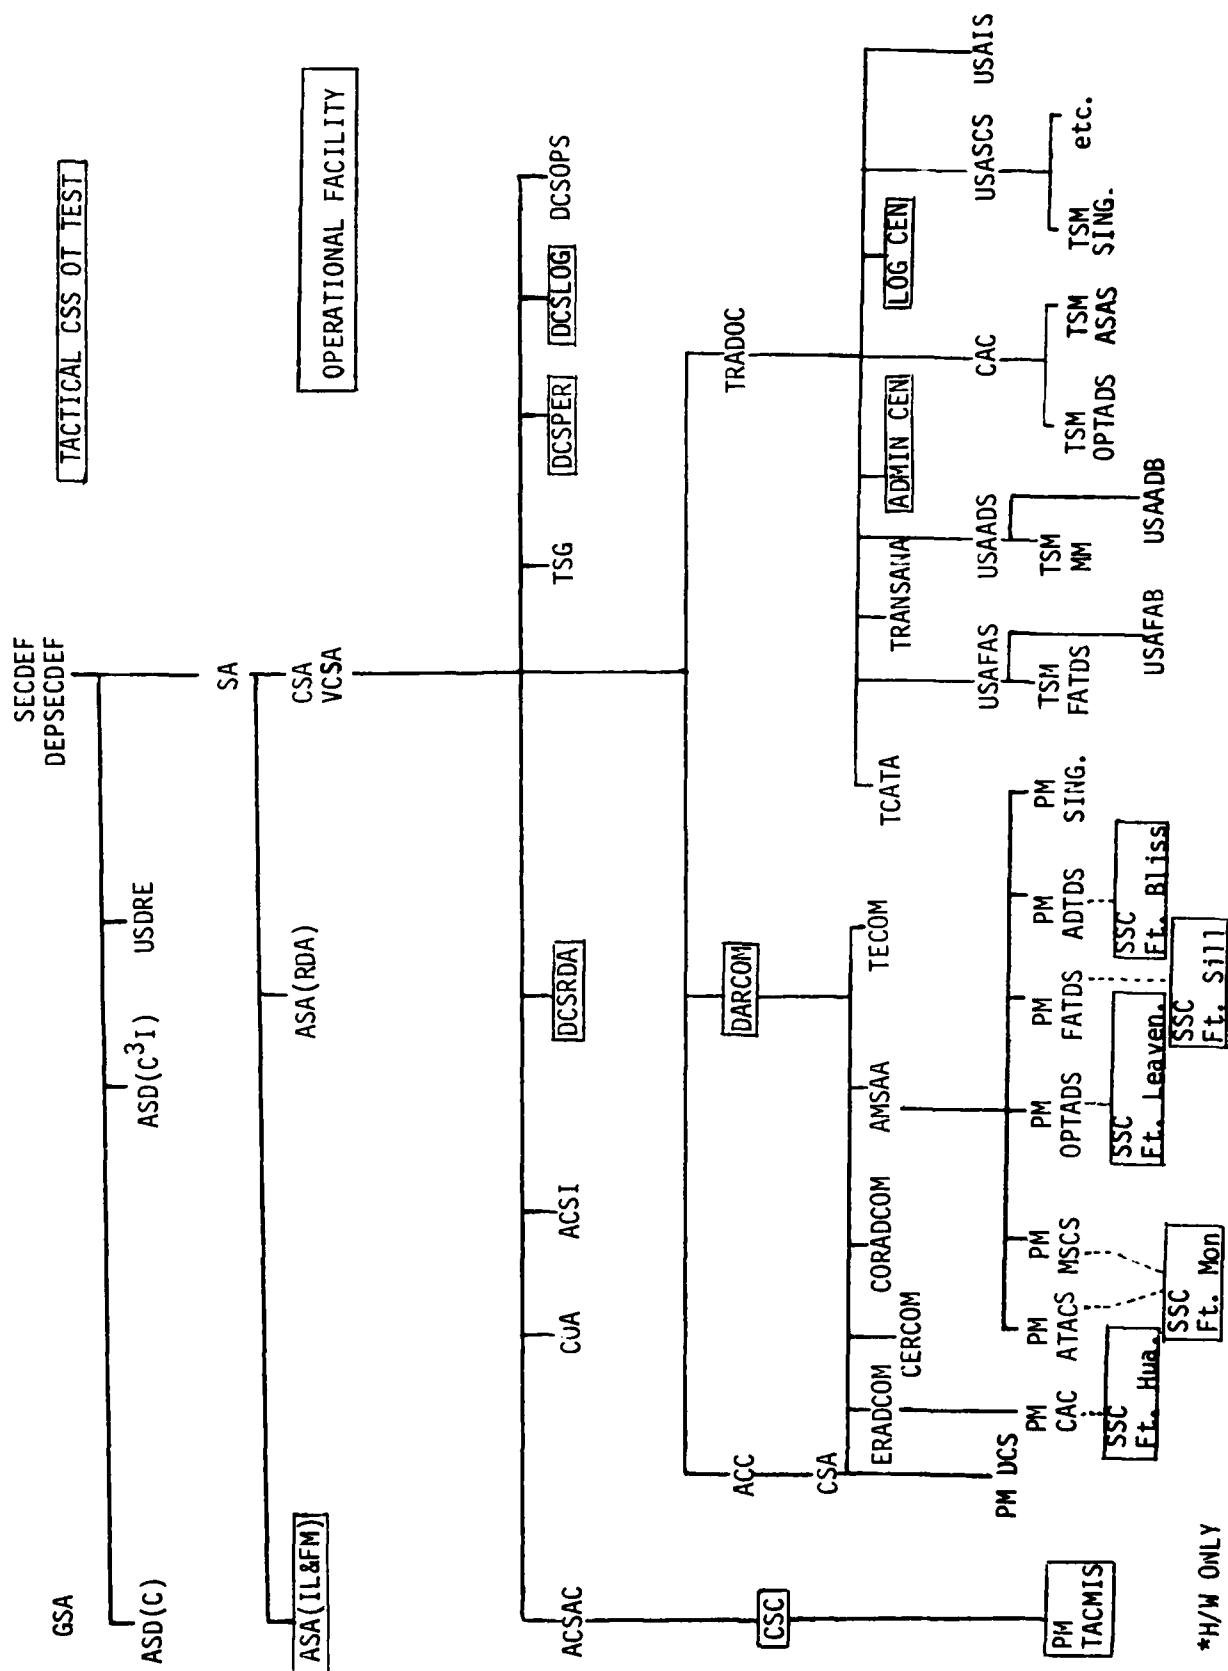 TACTICAL CSS OT TEST
OPERATIONAL FACILITY
GSA
SECDEF
DEPSECDEF
ASD(C)
ASD(C³I)
USDRE
SA
ASA(IL&FM)
ASA(RDA)
CSA
VCSA
ACSAC
COA
ACSI
DCSRDA
TSG
DCSPER
DCSLOG
DCSOPS
CSC
ACC
DARCOM
TRADOC
CSA
ERADCOM
CERCOM
CORADCOM
AMSAA
TECOM
TCATA
TRANSANA
ADMIN CEN
LOG CEN
USAFAS
USAADS
CAC
USASCS
USAIS
PM
TACMIS
PM DCS
PM
CAC
PM
ATACS
PM
MSCS
PM
OPTADS
PM
FATDS
PM
ADTDS
PM
SING.
TSM
FATDS
TSM
MM
TSM
OPTADS
TSM
ASAS
TSM
SING.
etc.
SSC
Ft. Hua.
SSC
Ft. Mon
SSC
Ft. Leaven.
SSC
Ft. Sill
SSC
Ft. Bliss
USAFAB
USAADB
*H/W ONLY